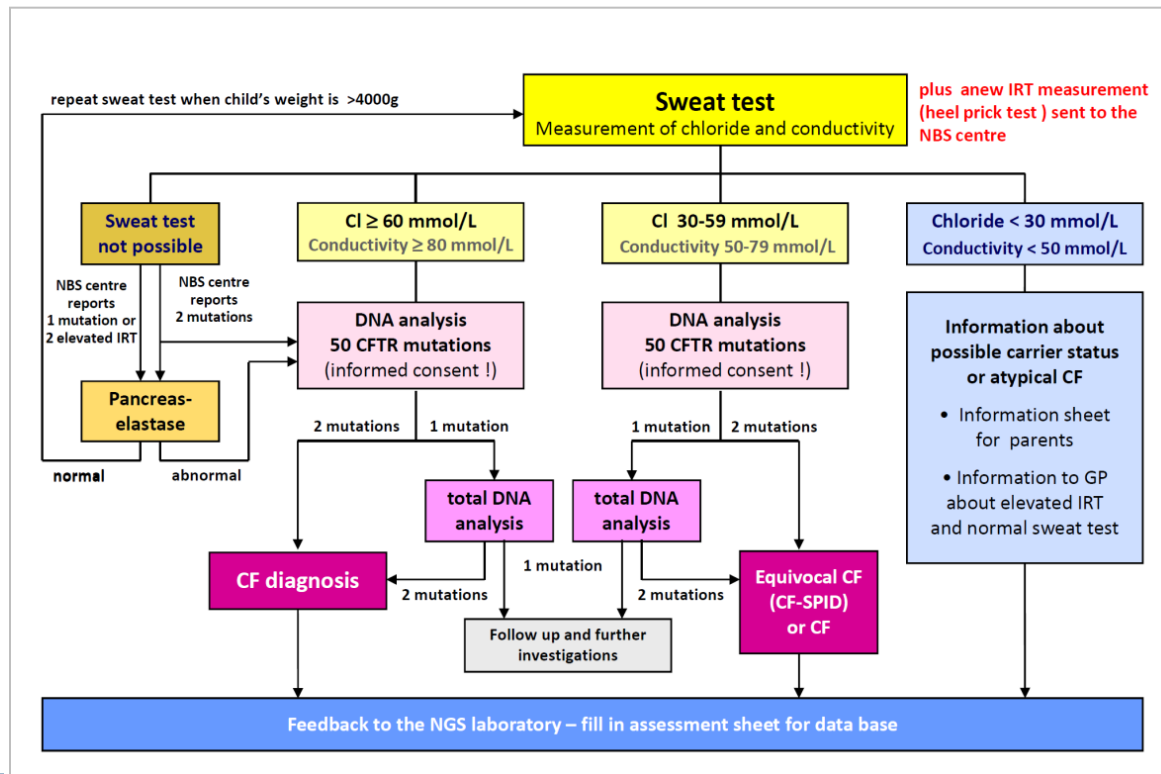 repeat sweat test when child's weight is >4000g
Sweat test
Measurement of chloride and conductivity
plus anew IRT measurement
(heel prick test ) sent to the
NBS centre
Sweat test
not possible
Cl ≥ 60 mmol/L
Conductivity ≥ 80 mmol/L
Cl 30-59 mmol/L
Conductivity 50-79 mmol/L
Chloride < 30 mmol/L
Conductivity < 50 mmol/L
NBS centre
reports
1 mutation or
2 elevated IRT
NBS centre
reports
2 mutations
DNA analysis
50 CFTR mutations
(informed consent !)
DNA analysis
50 CFTR mutations
(informed consent !)
Information about
possible carrier status
or atypical CF
• Information sheet
for parents
• Information to GP
about elevated IRT
and normal sweat test
Pancreas-
elastase
normal
abnormal
2 mutations
1 mutation
1 mutation
2 mutations
total DNA
analysis
total DNA
analysis
CF diagnosis
2 mutations
1 mutation
2 mutations
Equivocal CF
(CF-SPID)
or CF
Follow up and further
investigations
Feedback to the NGS laboratory – fill in assessment sheet for data base